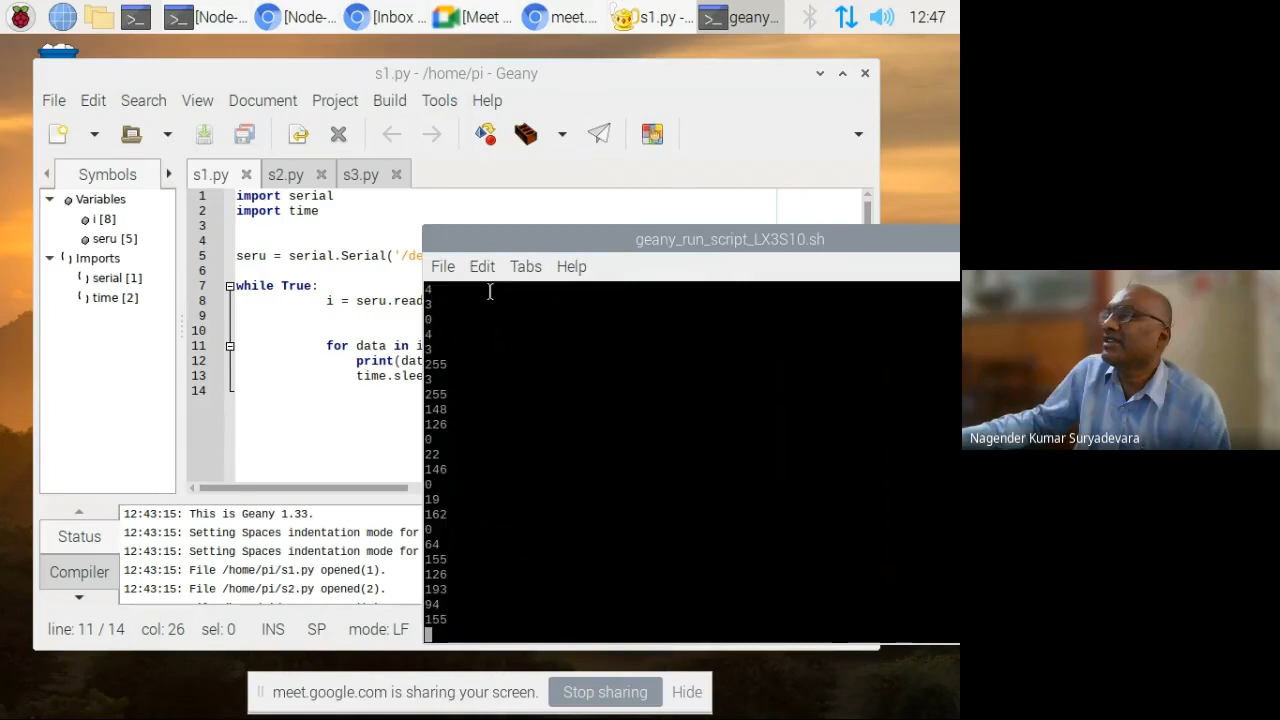 [Node-...
[Node-...
[Inbox ...
[Meet ...
meet....
s1.py -...
geany...
12:47
s1.py - /home/pi - Geany
File Edit Search View Document Project Build Tools Help
Symbols
s1.py
s2.py
s3.py
Variables
i [8]
seru [5]
Imports
serial [1]
time [2]
1 import serial
2 import time
3
4
5 seru = serial.Serial('/de
6
7 while True:
8 i = seru.read
9
10
11 for data in i
12 print(dat
13 time.slee
14
geany_run_script_LX3S10.sh
File Edit Tabs Help
4
3
0
4
3
255
3
255
148
126
0
22
146
0
19
162
0
64
155
126
193
94
155
Status
Compiler
12:43:15: This is Geany 1.33.
12:43:15: Setting Spaces indentation mode for
12:43:15: Setting Spaces indentation mode for
12:43:15: File /home/pi/s1.py opened(1).
12:43:15: File /home/pi/s2.py opened(2).
line: 11 / 14 col: 26 sel: 0 INS SP mode: LF
meet.google.com is sharing your screen. Stop sharing Hide
Nagender Kumar Suryadevara